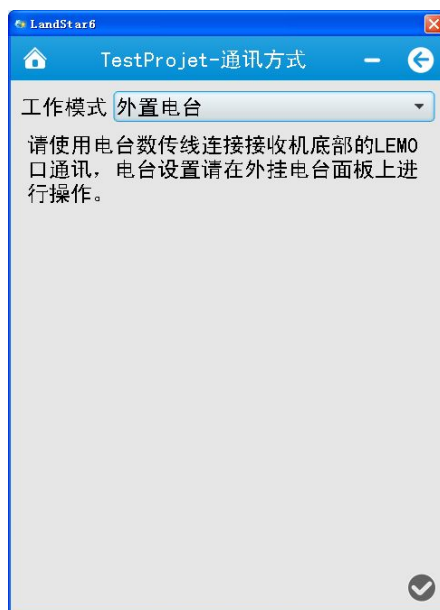 LandStar6
TestProjet-通讯方式
工作模式 外置电台
请使用电台数传线连接接收机底部的LEMO
口通讯，电台设置请在外挂电台面板上进
行操作。